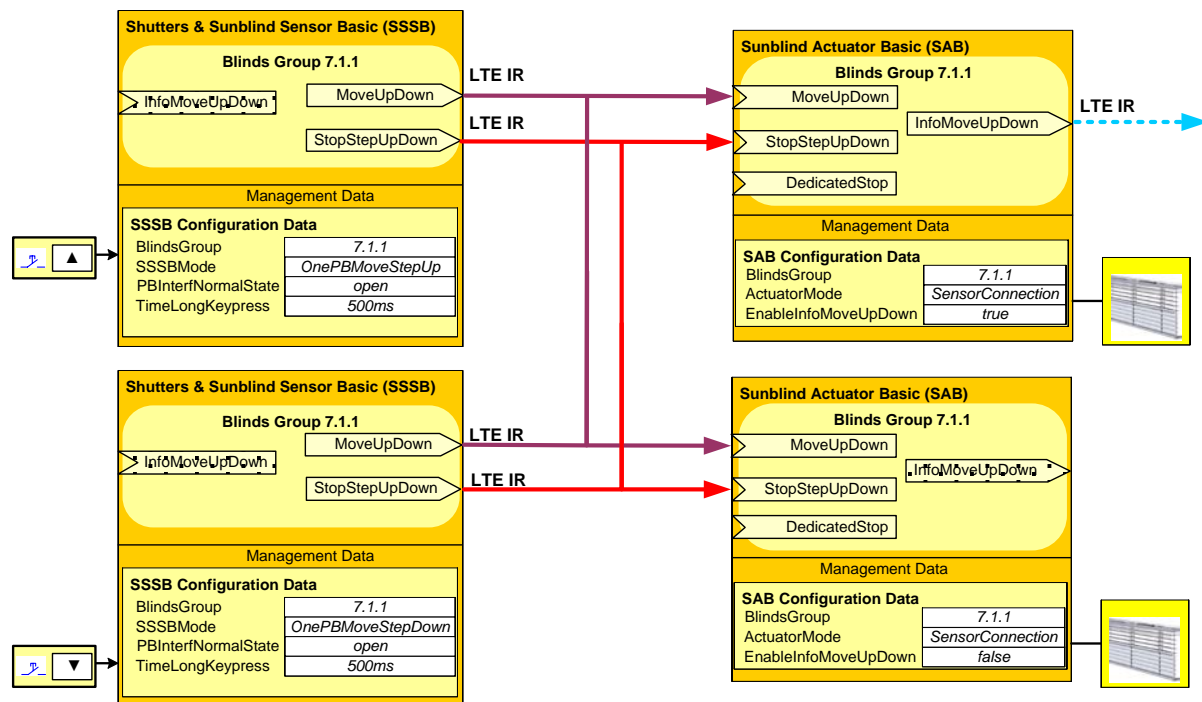 Shutters & Sunblind Sensor Basic (SSSB)
Blinds Group 7.1.1
InfoMoveUpDown
MoveUpDown
StopStepUpDown
LTE IR
LTE IR
Management Data
SSSB Configuration Data
BlindsGroup 7.1.1
SSSBMode OnePBMoveStepUp
PBInterfNormalState open
TimeLongKeypress 500ms
Sunblind Actuator Basic (SAB)
Blinds Group 7.1.1
MoveUpDown
InfoMoveUpDown
StopStepUpDown
DedicatedStop
LTE IR
Management Data
SAB Configuration Data
BlindsGroup 7.1.1
ActuatorMode SensorConnection
EnableInfoMoveUpDown true
Shutters & Sunblind Sensor Basic (SSSB)
Blinds Group 7.1.1
MoveUpDown
InfoMoveUpDown
StopStepUpDown
LTE IR
LTE IR
Management Data
SSSB Configuration Data
BlindsGroup 7.1.1
SSSBMode OnePBMoveStepDown
PBInterfNormalState open
TimeLongKeypress 500ms
Sunblind Actuator Basic (SAB)
Blinds Group 7.1.1
MoveUpDown
InfoMoveUpDown
StopStepUpDown
DedicatedStop
Management Data
SAB Configuration Data
BlindsGroup 7.1.1
ActuatorMode SensorConnection
EnableInfoMoveUpDown false